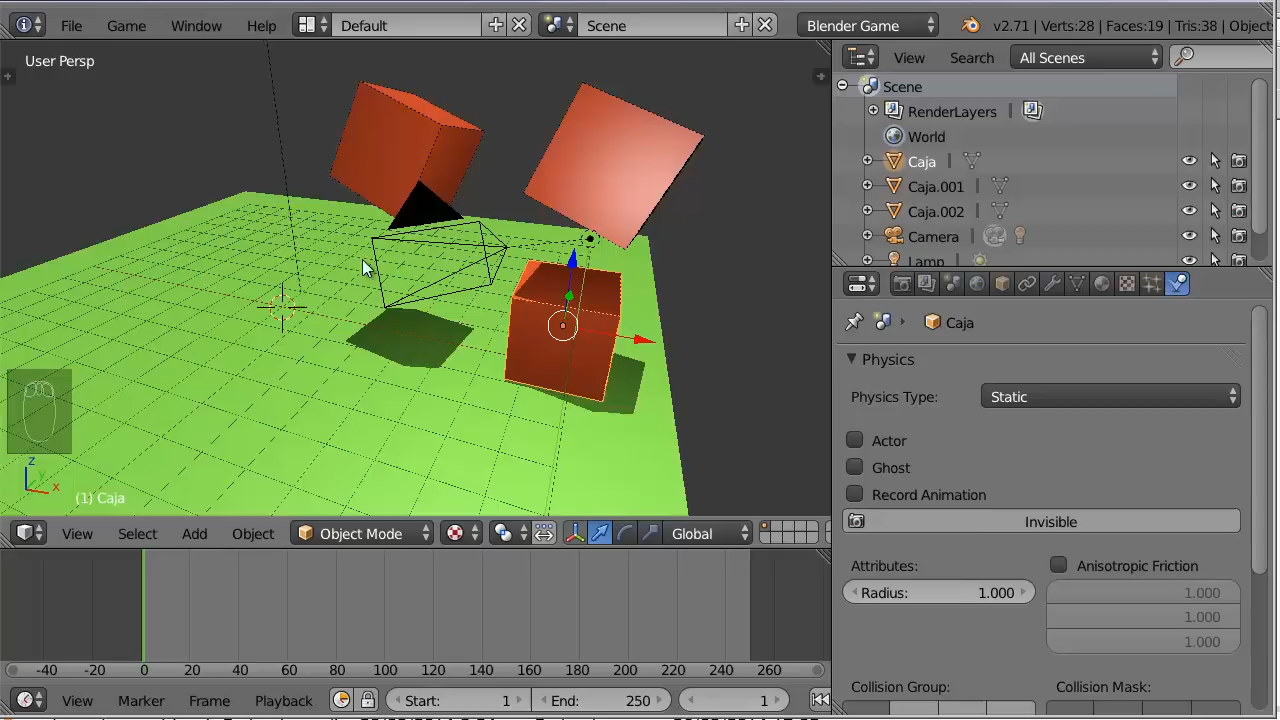 File Game Window Help Default Scene Blender Game v2.71 | Verts:28 | Faces:19 | Tris:38 | Object
User Persp
View Search All Scenes
Scene
RenderLayers
World
Caja
Caja.001
Caja.002
Camera
Lamp
Caja
Physics
Physics Type: Static
Actor
Ghost
Record Animation
Invisible
Attributes: Anisotropic Friction
Radius: 1.000 1.000
1.000
1.000
Collision Group: Collision Mask:
z
y
x
(1) Caja
View Select Add Object Object Mode Global
-40 -20 0 20 40 60 80 100 120 140 160 180 200 220 240 260
View Marker Frame Playback Start: 1 End: 250 1